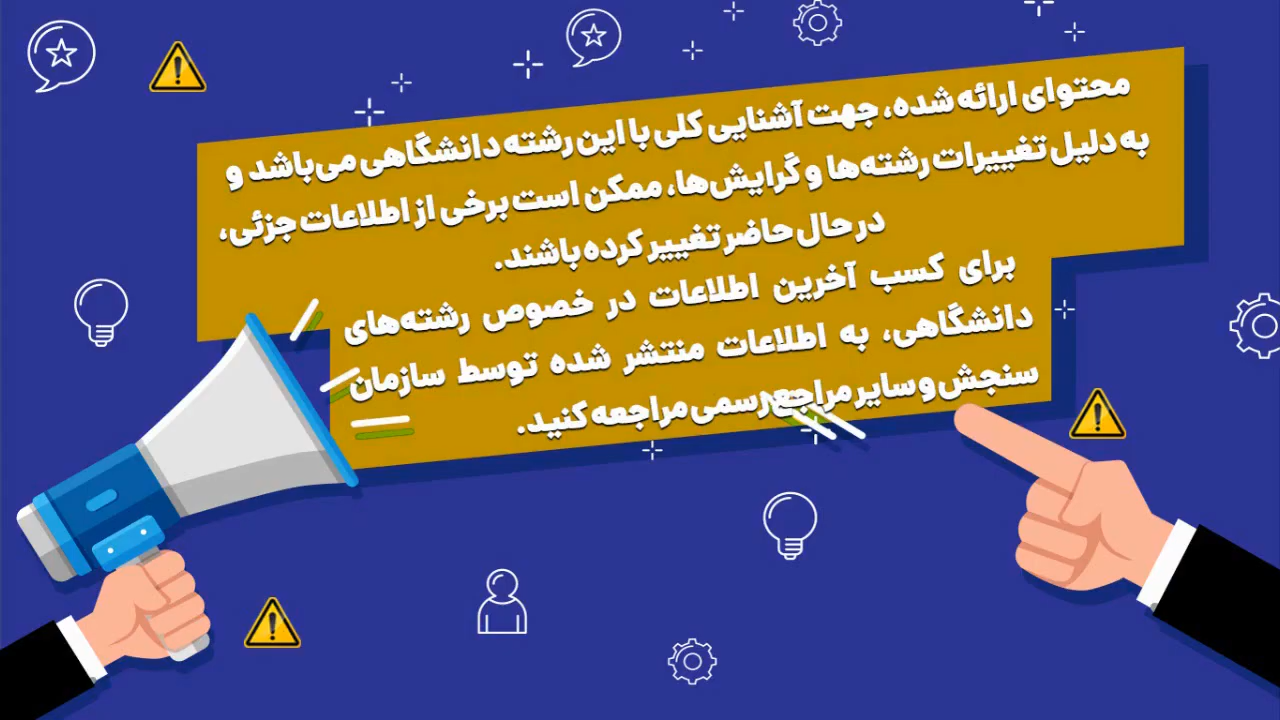 محتوای ارائه شده، جهت آشنایی کلی با این رشته دانشگاهی می‌باشد و
به دلیل تغییرات رشته‌ها و گرایش‌ها، ممکن است برخی از اطلاعات جزئی،
در حال حاضر تغییر کرده باشند.
برای کسب آخرین اطلاعات در خصوص رشته‌های
دانشگاهی، به اطلاعات منتشر شده توسط سازمان
سنجش و سایر مراجع رسمی مراجعه کنید.